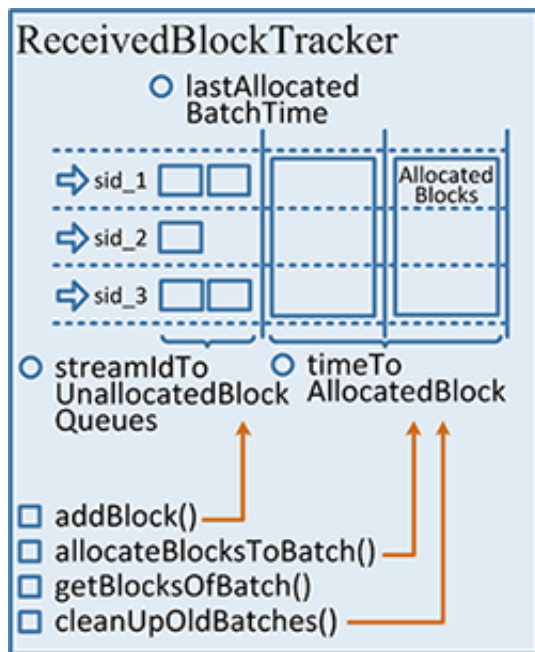 ReceivedBlockTracker
lastAllocated
BatchTime
sid_1
Allocated
Blocks
sid_2
sid_3
streamIdTo
UnallocatedBlock
Queues
timeTo
AllocatedBlock
addBlock()
allocateBlocksToBatch()
getBlocksOfBatch()
cleanUpOldBatches()